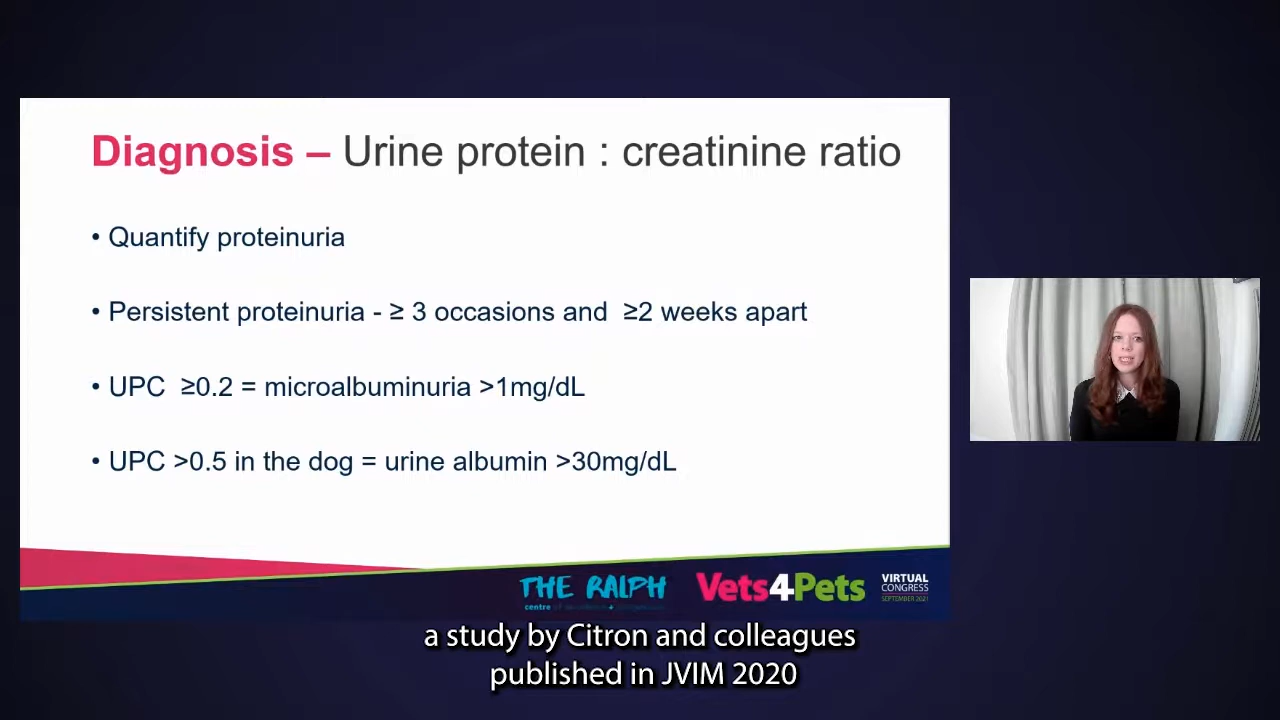 Diagnosis – Urine protein : creatinine ratio
• Quantify proteinuria
• Persistent proteinuria - ≥ 3 occasions and ≥2 weeks apart
• UPC ≥0.2 = microalbuminuria >1mg/dL
• UPC >0.5 in the dog = urine albumin >30mg/dL
THE RALPH
centre
Vets4Pets
VIRTUAL
CONGRESS
SEPTEMBER 2021
a study by Citron and colleagues
published in JVIM 2020